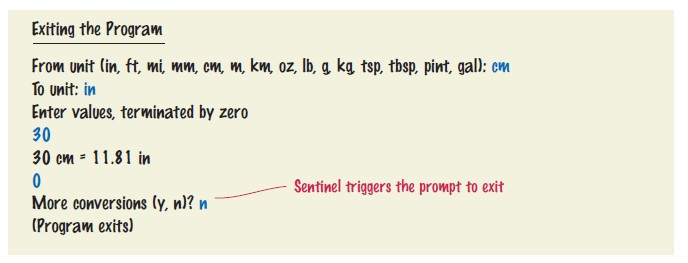 Exiting the Program
From unit (in, ft, mi, mm, cm, m, km, oz, lb, g, kg, tsp, tbsp, pint, gal): cm
To unit: in
Enter values, terminated by zero
30
30 cm = 11.81 in
0
Sentinel triggers the prompt to exit
More conversions (y, n)? n
(Program exits)